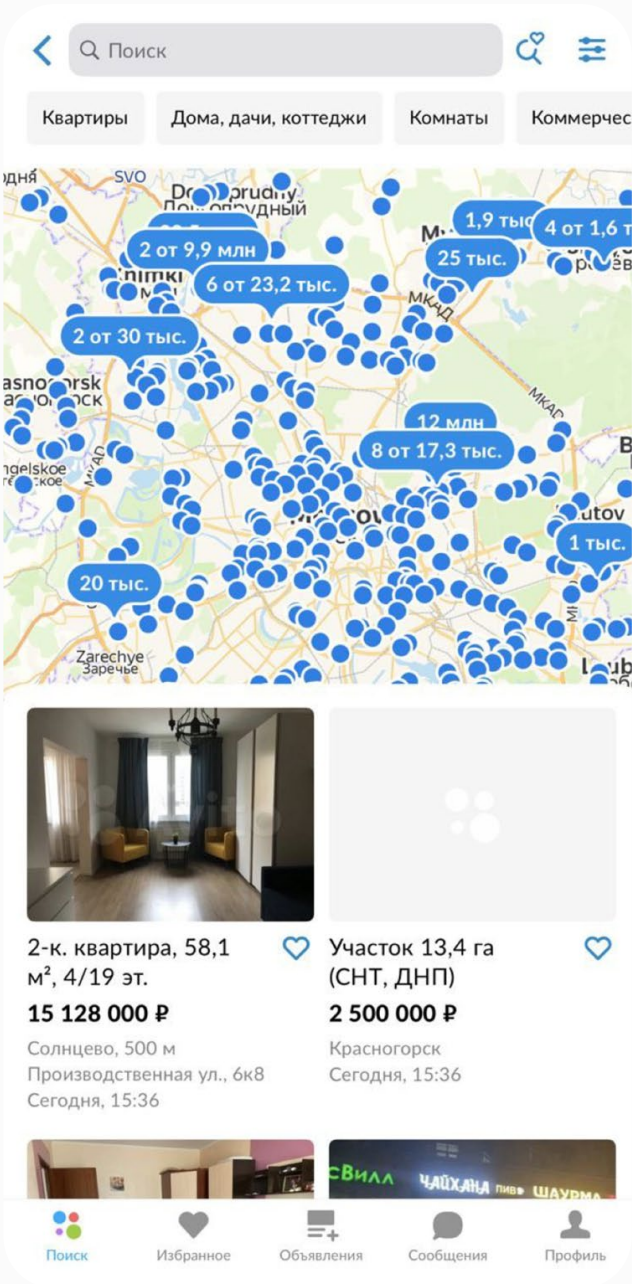 Поиск
Квартиры
Дома, дачи, коттеджи
Комнаты
Коммерчес
SVO
1,9 тыс
4 от 1,6 т
2 от 9,9 млн
25 тыс.
6 от 23,2 тыс.
МКАД
2 от 30 тыс.
МКАД
12 млн
8 от 17,3 тыс.
1 тыс.
20 тыс.
Zarechye
Заречье
2-к. квартира, 58,1
м², 4/19 эт.
15 128 000 ₽
Солнцево, 500 м
Производственная ул., 6к8
Сегодня, 15:36
Участок 13,4 га
(СНТ, ДНП)
2 500 000 ₽
Красногорск
Сегодня, 15:36
сВилл
ЧАЙХАНА
пиво
ШАУРМА
Поиск
Избранное
Объявления
Сообщения
Профиль